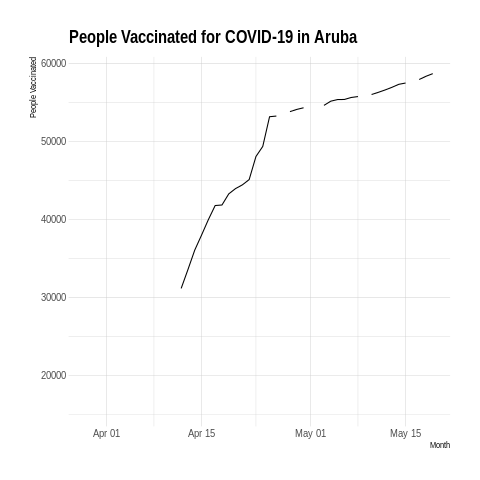 People Vaccinated for COVID-19 in Aruba
People Vaccinated
60000
50000
40000
30000
20000
Apr 01
Apr 15
May 01
May 15
Month